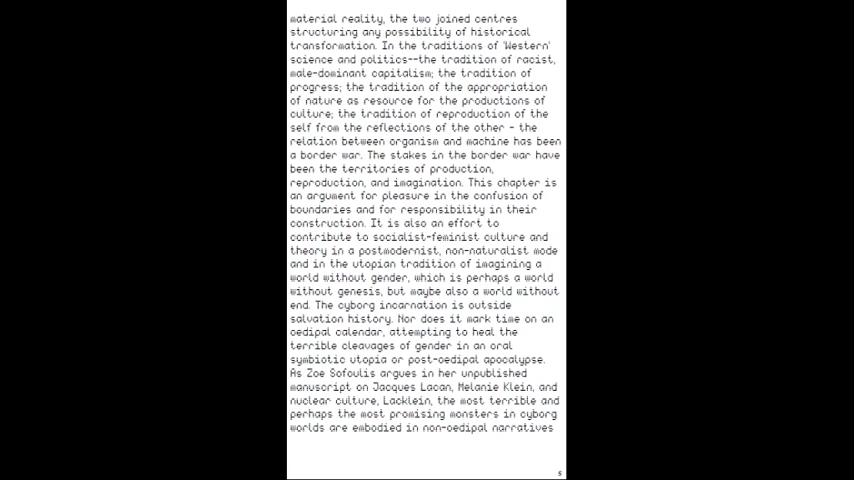 material reality, the two joined centres
structuring any possibility of historical
transformation. In the traditions of 'Western'
science and politics--the tradition of racist,
male-dominant capitalism; the tradition of
progress; the tradition of the appropriation
of nature as resource for the productions of
culture; the tradition of reproduction of the
self from the reflections of the other - the
relation between organism and machine has been
a border war. The stakes in the border war have
been the territories of production,
reproduction, and imagination. This chapter is
an argument for pleasure in the confusion of
boundaries and for responsibility in their
construction. It is also an effort to
contribute to socialist-feminist culture and
theory in a postmodernist, non-naturalist mode
and in the utopian tradition of imagining a
world without gender, which is perhaps a world
without genesis, but maybe also a world without
end. The cyborg incarnation is outside
salvation history. Nor does it mark time on an
oedipal calendar, attempting to heal the
terrible cleavages of gender in an oral
symbiotic utopia or post-oedipal apocalypse.
As Zoe Sofoulis argues in her unpublished
manuscript on Jacques Lacan, Melanie Klein, and
nuclear culture, Lacklein, the most terrible and
perhaps the most promising monsters in cyborg
worlds are embodied in non-oedipal narratives
5